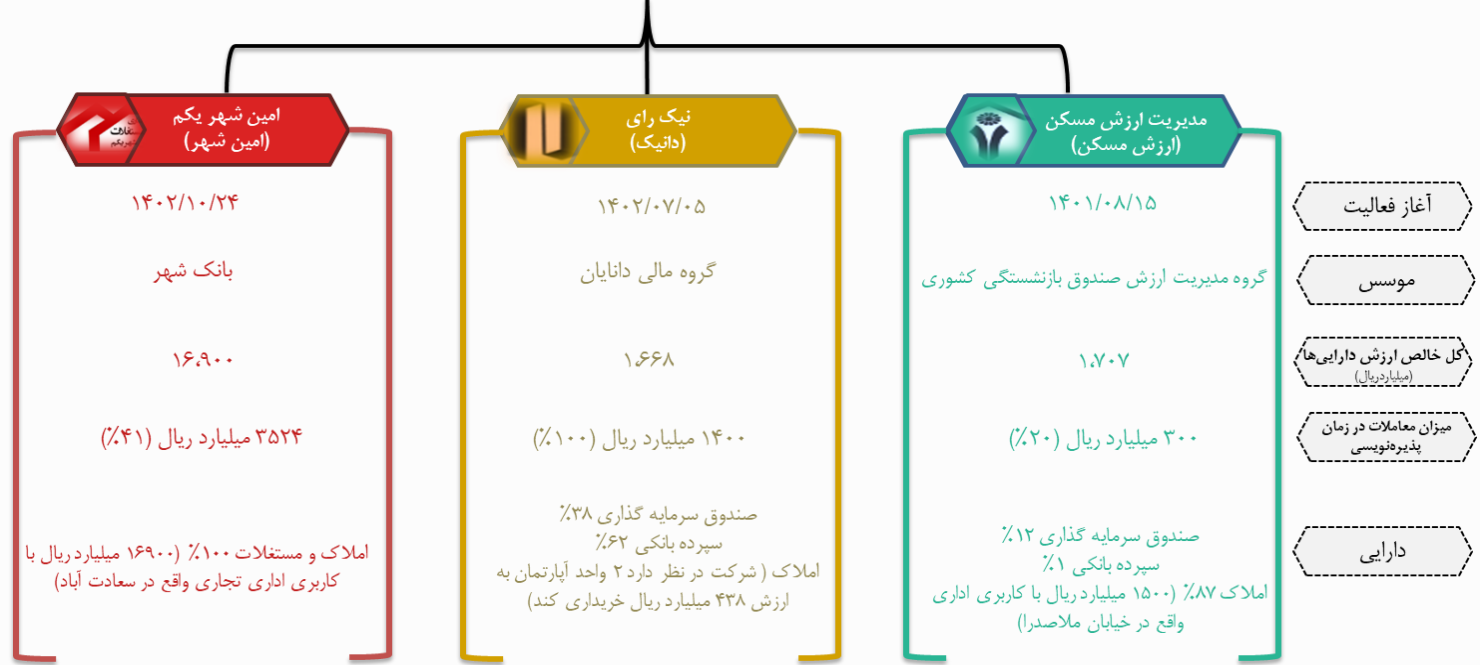 مدیریت ارزش مسکن
(ارزش مسکن)
نیک رای
(دانیک)
امین شهر یکم
(امین شهر)
آغاز فعالیت
۱۴۰۱/۰۸/۱۵
۱۴۰۲/۰۷/۰۵
۱۴۰۲/۱۰/۲۴
موسس
گروه مدیریت ارزش صندوق بازنشستگی کشوری
گروه مالی دانایان
بانک شهر
کل خالص ارزش دارایی‌ها
(میلیاردریال)
۱،۷۰۷
۱،۶۶۸
۱۶،۹۰۰
میزان معاملات در زمان
پذیره‌نویسی
۳۰۰ میلیارد ریال (۲۰٪)
۱۴۰۰ میلیارد ریال (۱۰۰٪)
۳۵۲۴ میلیارد ریال (۴۱٪)
دارایی
صندوق سرمایه گذاری ۱۲٪
سپرده بانکی ۱٪
املاک ۸۷٪ (۱۵۰۰ میلیارد ریال با کاربری اداری
واقع در خیابان ملاصدرا)
صندوق سرمایه گذاری ۳۸٪
سپرده بانکی ۶۲٪
املاک ( شرکت در نظر دارد ۲ واحد آپارتمان به
ارزش ۴۳۸ میلیارد ریال خریداری کند)
املاک و مستغلات ۱۰۰٪ (۱۶۹۰۰ میلیارد ریال با
کاربری اداری تجاری واقع در سعادت آباد)